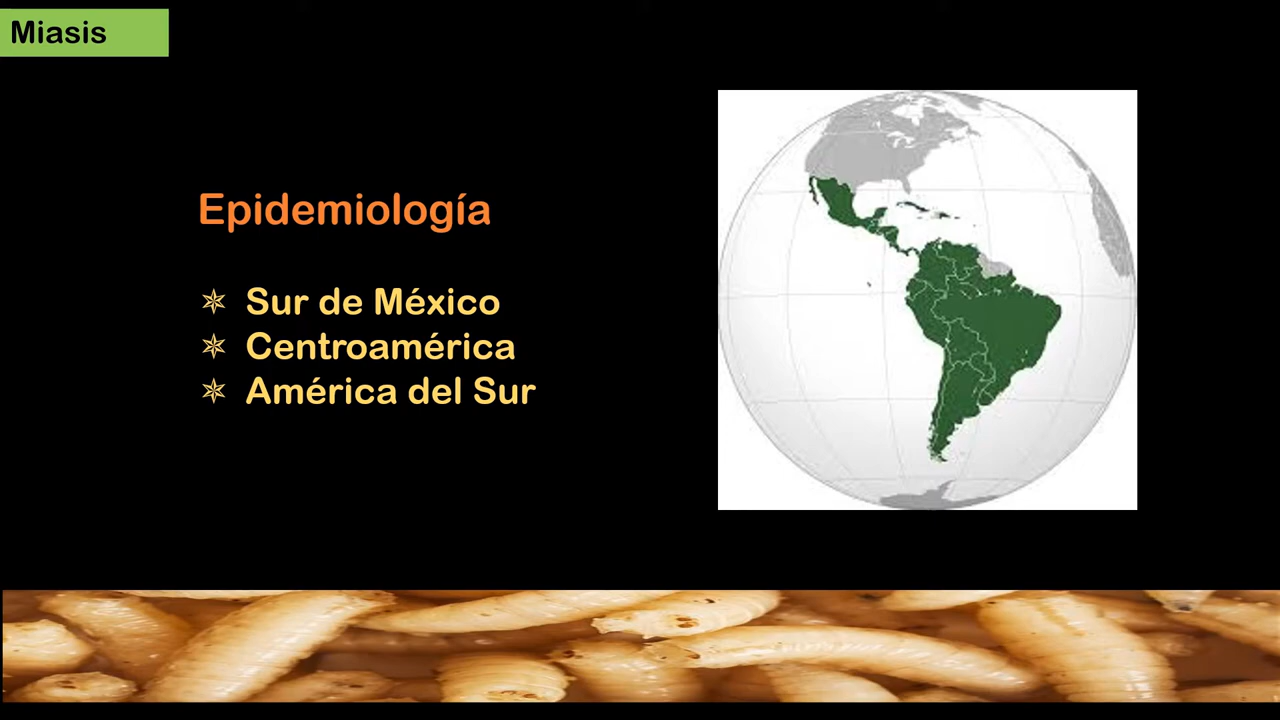 Miasis
Epidemiología
✵ Sur de México
✵ Centroamérica
✵ América del Sur